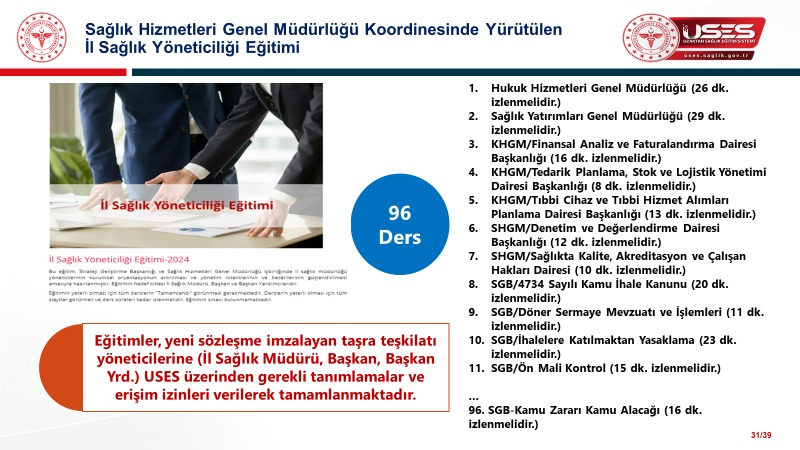 Sağlık Hizmetleri Genel Müdürlüğü Koordinesinde Yürütülen
İl Sağlık Yöneticiliği Eğitimi
USES
UZAKTAN SAĞLIK EĞİTİM SİSTEMİ
uses.saglik.gov.tr
İl Sağlık Yöneticiliği Eğitimi
İl Sağlık Yöneticiliği Eğitimi-2024
Bu eğitim; Strateji Geliştirme Başkanlığı ve Sağlık Hizmetleri Genel Müdürlüğü işbirliğinde il sağlık müdürlüğü
yöneticilerinin kurumsal oryantasyonun artırılması ve yönetim niteliklerinin ve becerilerinin güçlendirilmesi
amacıyla hazırlanmıştır. Eğitimin hedef kitlesi İl Sağlık Müdürü, Başkan ve Başkan Yardımcılarıdır.
Eğitimin yeterli olması için tüm derslerin "Tamamlandı" görünmesi gerekmektedir. Derslerin yeterli olması için tüm
slaytlar görülmeli ve ders süreleri kadar izlenmelidir. Eğitimin sınavı bulunmamaktadır.
96
Ders
Eğitimler, yeni sözleşme imzalayan taşra teşkilatı
yöneticilerine (İl Sağlık Müdürü, Başkan, Başkan
Yrd.) USES üzerinden gerekli tanımlamalar ve
erişim izinleri verilerek tamamlanmaktadır.
1. Hukuk Hizmetleri Genel Müdürlüğü (26 dk.
izlenmelidir.)
2. Sağlık Yatırımları Genel Müdürlüğü (29 dk.
izlenmelidir.)
3. KHGM/Finansal Analiz ve Faturalandırma Dairesi
Başkanlığı (16 dk. izlenmelidir.)
4. KHGM/Tedarik Planlama, Stok ve Lojistik Yönetimi
Dairesi Başkanlığı (8 dk. izlenmelidir.)
5. KHGM/Tıbbi Cihaz ve Tıbbi Hizmet Alımları
Planlama Dairesi Başkanlığı (13 dk. izlenmelidir.)
6. SHGM/Denetim ve Değerlendirme Dairesi
Başkanlığı (12 dk. izlenmelidir.)
7. SHGM/Sağlıkta Kalite, Akreditasyon ve Çalışan
Hakları Dairesi (10 dk. izlenmelidir.)
8. SGB/4734 Sayılı Kamu İhale Kanunu (20 dk.
izlenmelidir.)
9. SGB/Döner Sermaye Mevzuatı ve İşlemleri (11 dk.
izlenmelidir.)
10. SGB/İhalelere Katılmaktan Yasaklama (23 dk.
izlenmelidir.)
11. SGB/Ön Mali Kontrol (15 dk. izlenmelidir.)
...
96. SGB-Kamu Zararı Kamu Alacağı (16 dk.
izlenmelidir.)
31/39